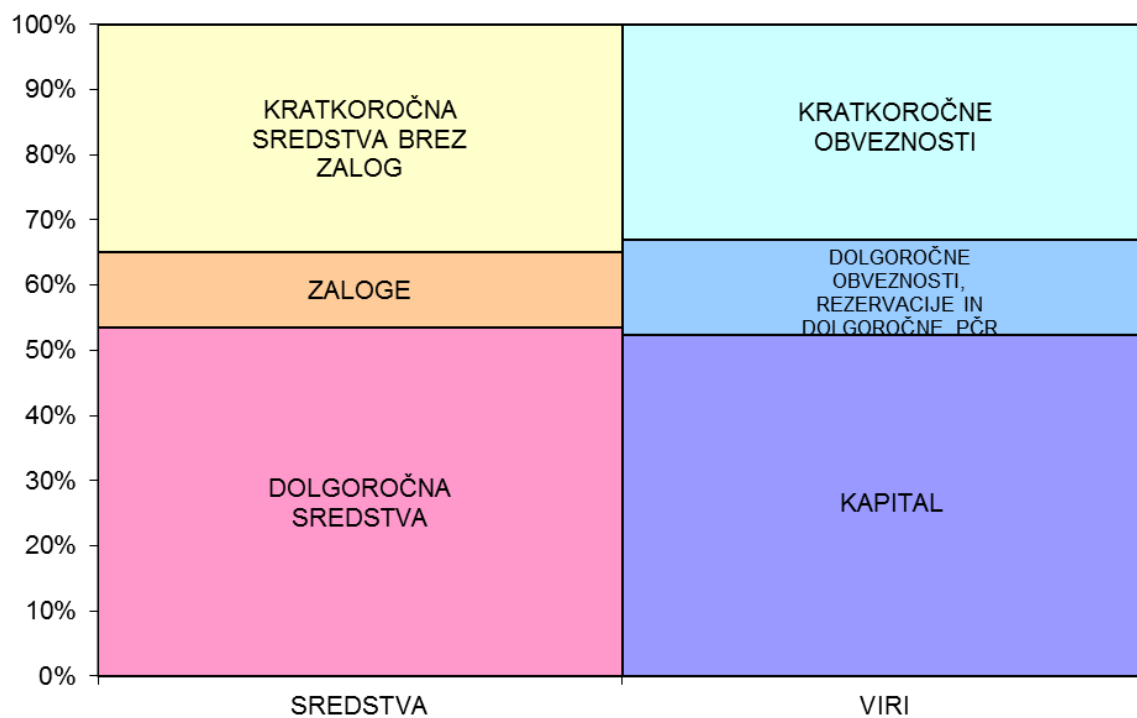 100%
90%
80%
70%
60%
50%
40%
30%
20%
10%
0%
KRATKOROČNA
SREDSTVA BREZ
ZALOG
ZALOGE
DOLGOROČNA
SREDSTVA
KRATKOROČNE
OBVEZNOSTI
DOLGOROČNE
OBVEZNOSTI,
REZERVACIJE IN
DOLGOROČNE PČR
KAPITAL
SREDSTVA
VIRI